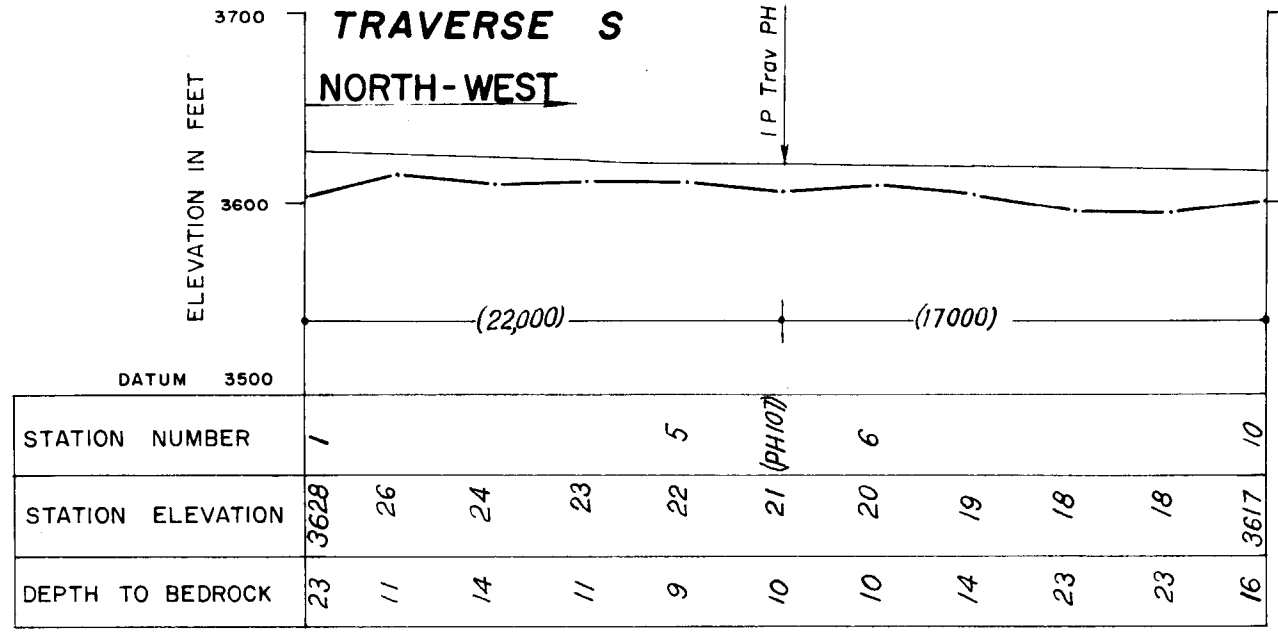 3700
TRAVERSE S
NORTH-WEST
I P Trav PH
ELEVATION IN FEET
3600
(22,000) (17000)
DATUM 3500
STATION NUMBER 1 5 (PH107) 6 10
STATION ELEVATION 3628 26 24 23 22 21 20 19 18 18 3617
DEPTH TO BEDROCK 23 11 14 11 9 10 10 14 23 23 16